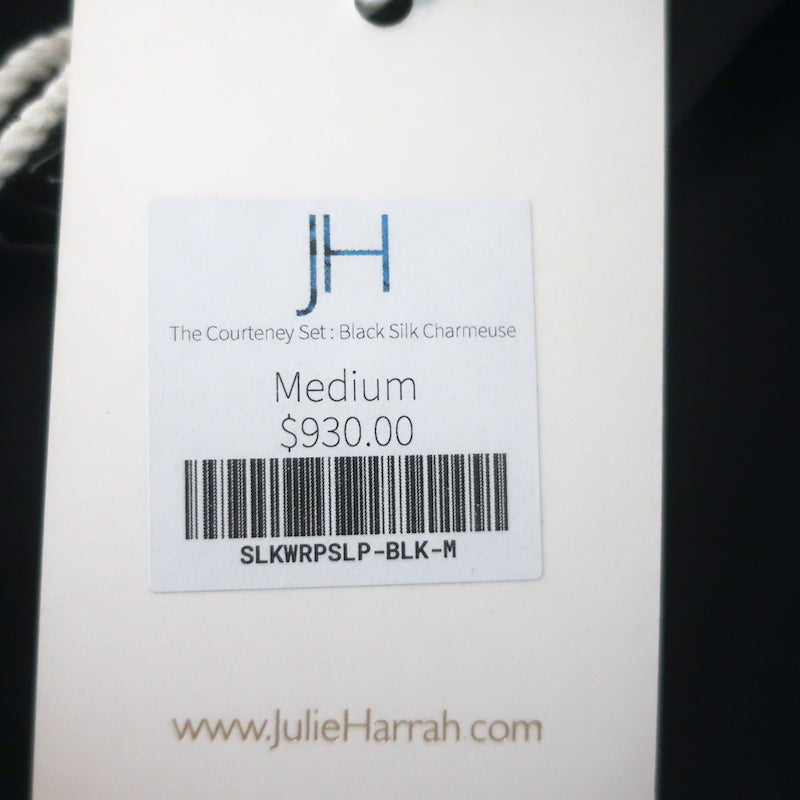 JH
The Courteney Set : Black Silk Charmeuse
Medium
$930.00
SLKWRPSLP-BLK-M
www.JulieHarrah.com